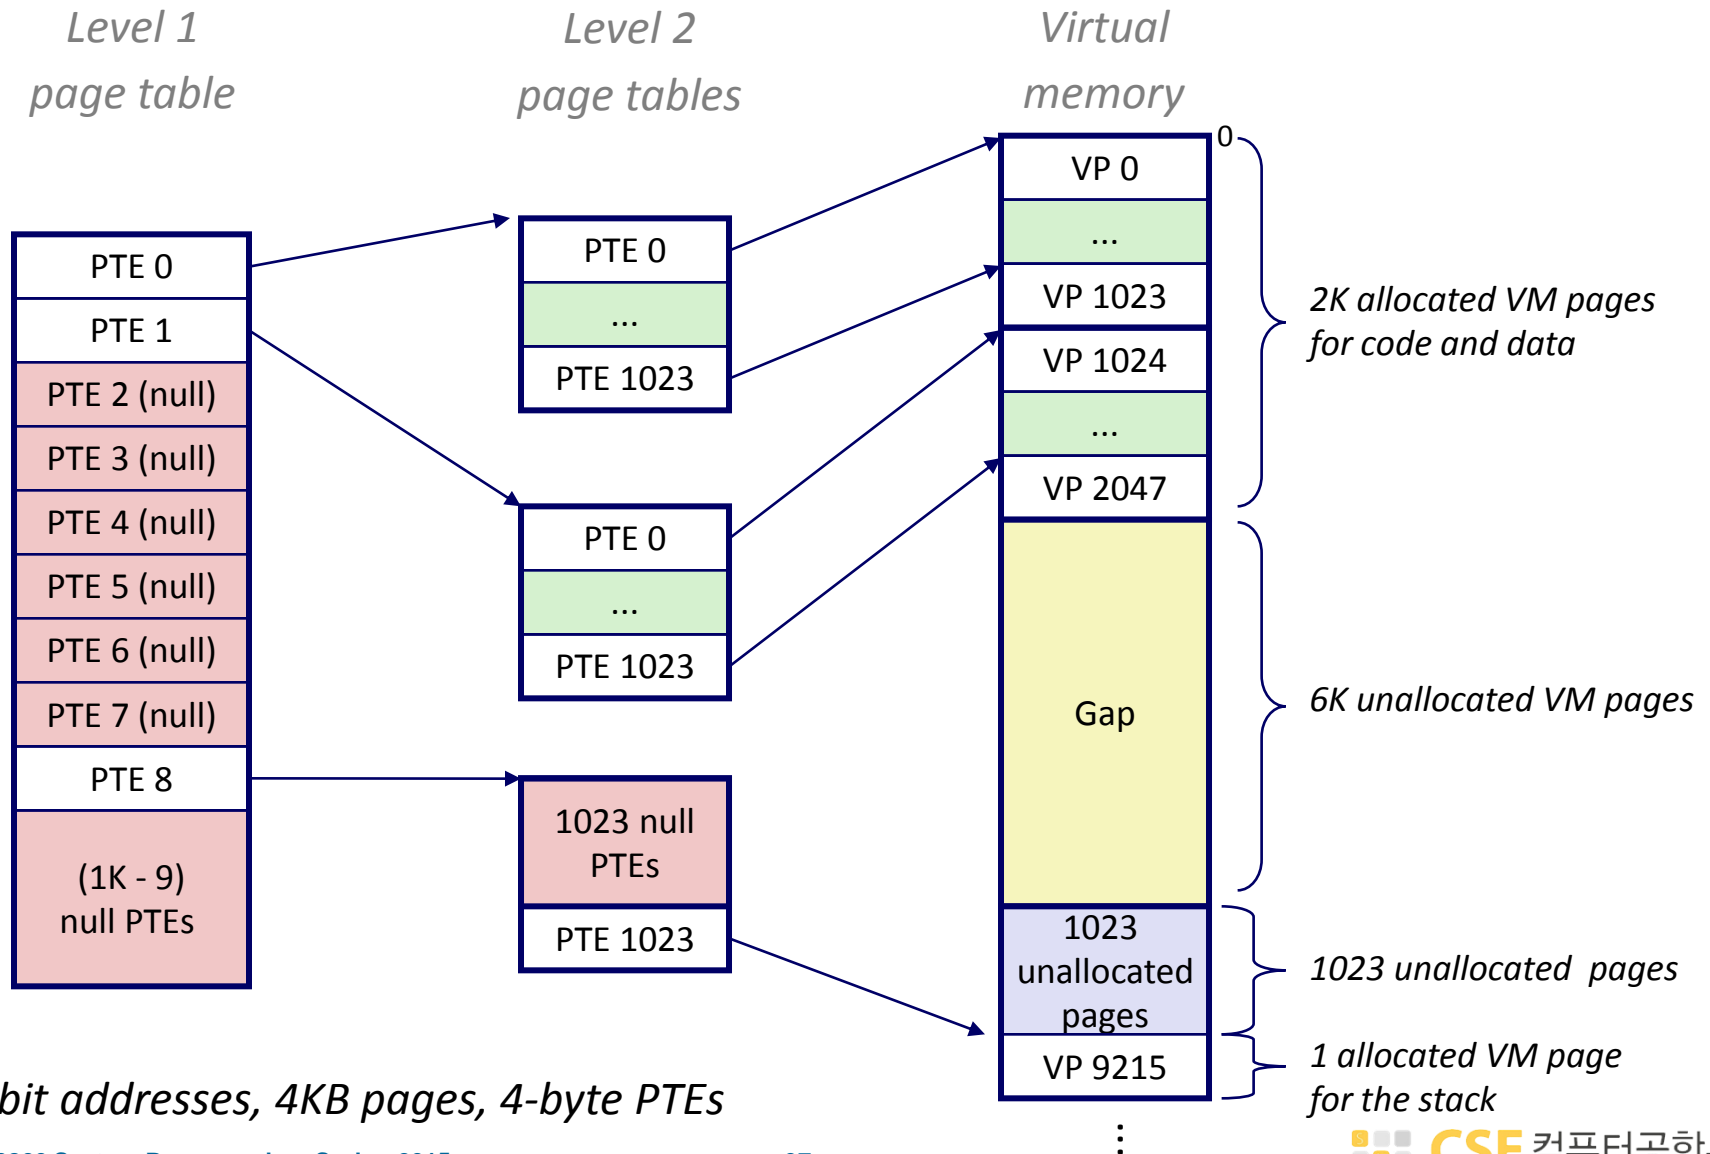 Level 1
page table
Level 2
page tables
Virtual
memory
0
PTE 0
PTE 1
PTE 2 (null)
PTE 3 (null)
PTE 4 (null)
PTE 5 (null)
PTE 6 (null)
PTE 7 (null)
PTE 8
(1K - 9)
null PTEs
PTE 0
...
PTE 1023
PTE 0
...
PTE 1023
1023 null
PTEs
PTE 1023
VP 0
...
VP 1023
VP 1024
...
VP 2047
Gap
1023
unallocated
pages
VP 9215
2K allocated VM pages
for code and data
6K unallocated VM pages
1023 unallocated pages
1 allocated VM page
for the stack
bit addresses, 4KB pages, 4-byte PTEs
S
CSE